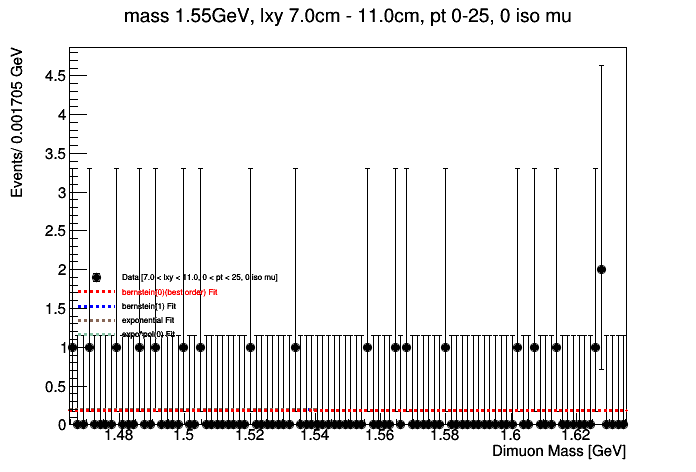 mass 1.55GeV, lxy 7.0cm - 11.0cm, pt 0-25, 0 iso mu
Events/ 0.001705 GeV
4.5
4
3.5
3
2.5
2
1.5
1
0.5
0
Data [7.0 < lxy < 11.0, 0 < pt < 25, 0 iso mu]
bernstein[0](best order) Fit
bernstein[1] Fit
exponential Fit
expo*pol(0) Fit
1.48
1.5
1.52
1.54
1.56
1.58
1.6
1.62
Dimuon Mass [GeV]